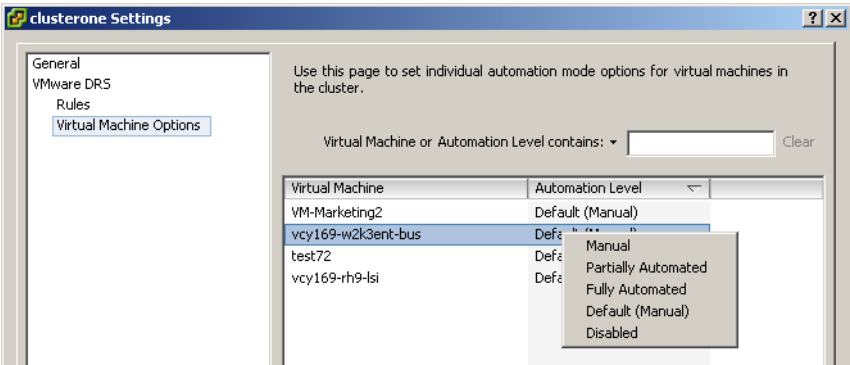 clusterone Settings
General
VMware DRS
Rules
Virtual Machine Options
Use this page to set individual automation mode options for virtual machines in
the cluster.
Virtual Machine or Automation Level contains:
Clear
Virtual Machine Automation Level
VM-Marketing2 Default (Manual)
vcy169-w2k3ent-bus
test72
vcy169-rh9-lsi
Manual
Partially Automated
Fully Automated
Default (Manual)
Disabled